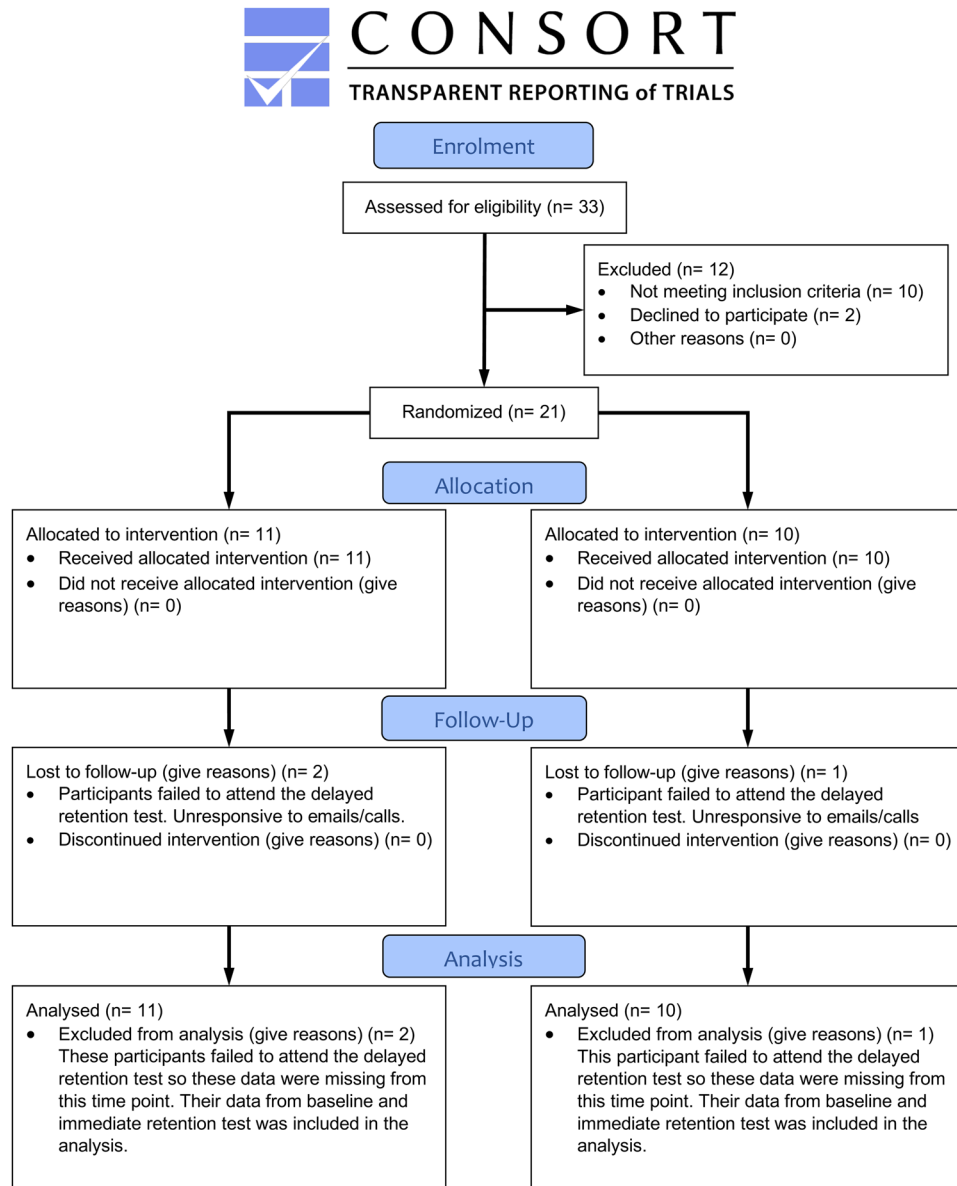 CONSORT
TRANSPARENT REPORTING of TRIALS
Enrolment
Assessed for eligibility (n= 33)
Excluded (n= 12)
• Not meeting inclusion criteria (n= 10)
• Declined to participate (n= 2)
• Other reasons (n= 0)
Randomized (n= 21)
Allocation
Allocated to intervention (n= 11)
• Received allocated intervention (n= 11)
• Did not receive allocated intervention (give
reasons) (n= 0)
Allocated to intervention (n= 10)
• Received allocated intervention (n= 10)
• Did not receive allocated intervention (give
reasons) (n= 0)
Follow-Up
Lost to follow-up (give reasons) (n= 2)
• Participants failed to attend the delayed
retention test. Unresponsive to emails/calls.
• Discontinued intervention (give reasons) (n= 0)
Lost to follow-up (give reasons) (n= 1)
• Participant failed to attend the delayed
retention test. Unresponsive to emails/calls
• Discontinued intervention (give reasons) (n= 0)
Analysis
Analysed (n= 11)
• Excluded from analysis (give reasons) (n= 2)
These participants failed to attend the delayed
retention test so these data were missing from
this time point. Their data from baseline and
immediate retention test was included in the
analysis.
Analysed (n= 10)
• Excluded from analysis (give reasons) (n= 1)
This participant failed to attend the delayed
retention test so these data were missing from
this time point. Their data from baseline and
immediate retention test was included in the
analysis.